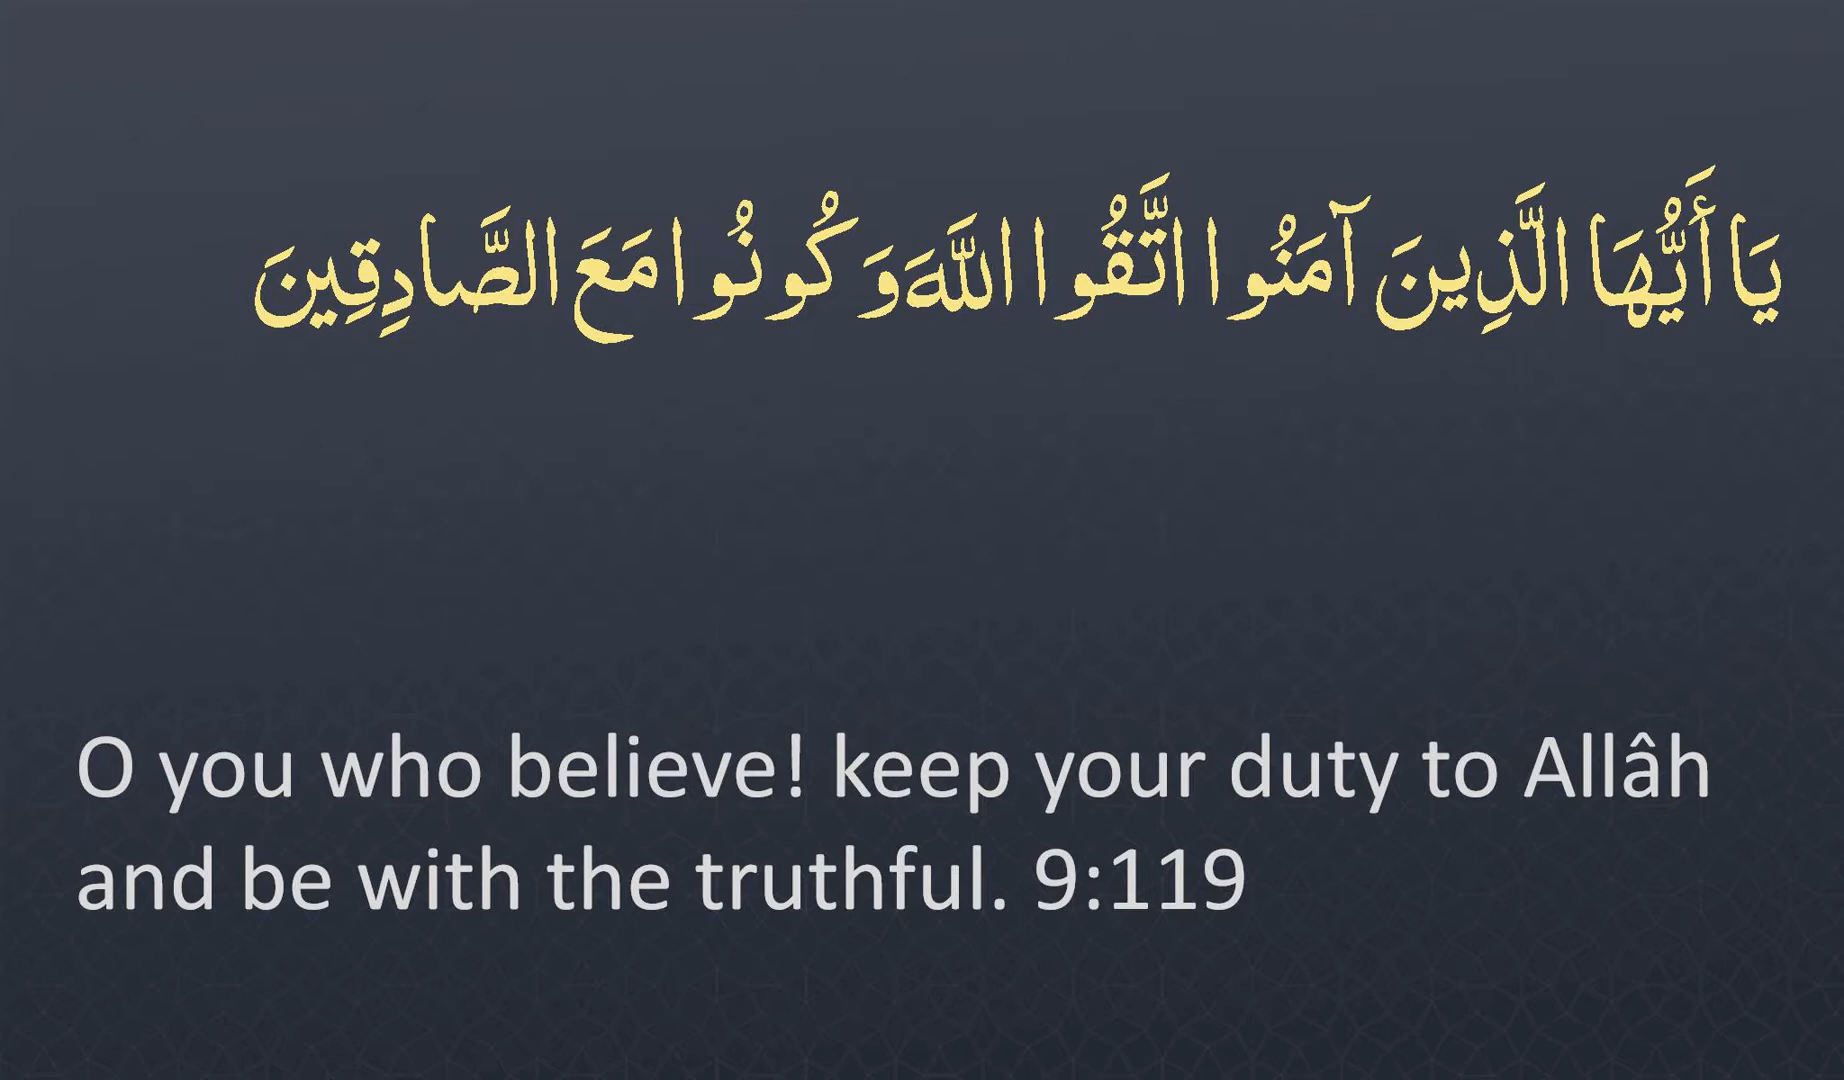 يَا أَيُّهَا الَّذِينَ آمَنُوا اتَّقُوا اللَّهَ وَكُونُوا مَعَ الصَّادِقِينَ
O you who believe! keep your duty to Allâh
and be with the truthful. 9:119